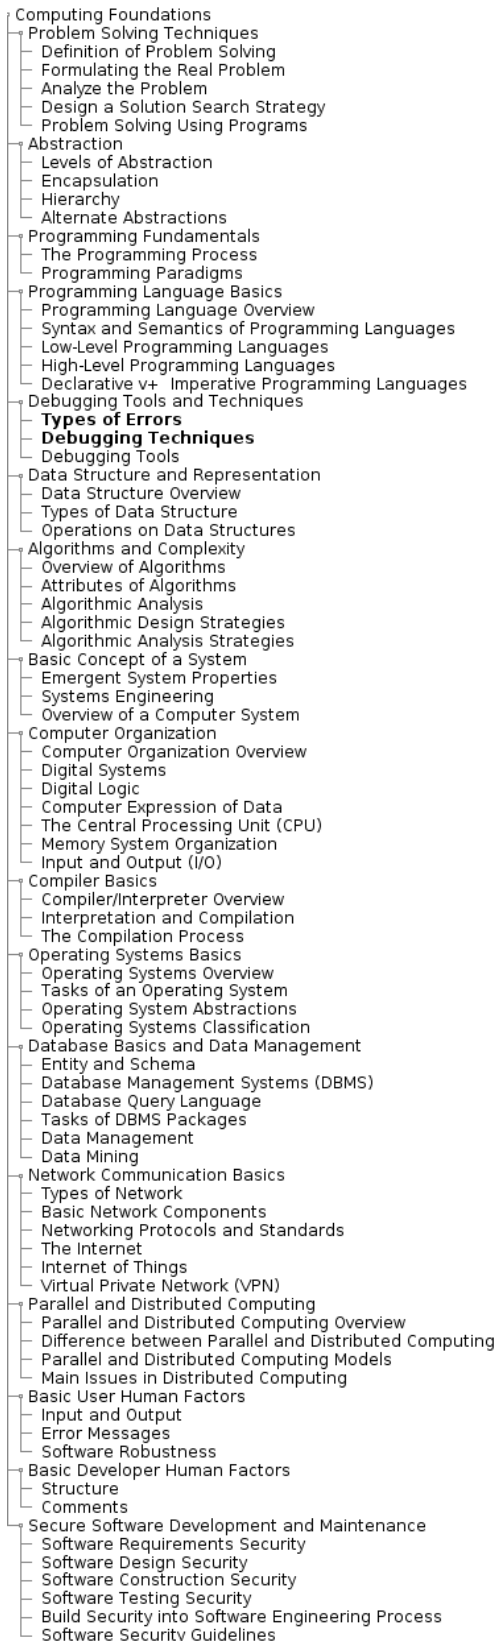 Computing Foundations
Problem Solving Techniques
Definition of Problem Solving
Formulating the Real Problem
Analyze the Problem
Design a Solution Search Strategy
Problem Solving Using Programs
Abstraction
Levels of Abstraction
Encapsulation
Hierarchy
Alternate Abstractions
Programming Fundamentals
The Programming Process
Programming Paradigms
Programming Language Basics
Programming Language Overview
Syntax and Semantics of Programming Languages
Low-Level Programming Languages
High-Level Programming Languages
Declarative v+ Imperative Programming Languages
Debugging Tools and Techniques
Types of Errors
Debugging Techniques
Debugging Tools
Data Structure and Representation
Data Structure Overview
Types of Data Structure
Operations on Data Structures
Algorithms and Complexity
Overview of Algorithms
Attributes of Algorithms
Algorithmic Analysis
Algorithmic Design Strategies
Algorithmic Analysis Strategies
Basic Concept of a System
Emergent System Properties
Systems Engineering
Overview of a Computer System
Computer Organization
Computer Organization Overview
Digital Systems
Digital Logic
Computer Expression of Data
The Central Processing Unit (CPU)
Memory System Organization
Input and Output (I/O)
Compiler Basics
Compiler/Interpreter Overview
Interpretation and Compilation
The Compilation Process
Operating Systems Basics
Operating Systems Overview
Tasks of an Operating System
Operating System Abstractions
Operating Systems Classification
Database Basics and Data Management
Entity and Schema
Database Management Systems (DBMS)
Database Query Language
Tasks of DBMS Packages
Data Management
Data Mining
Network Communication Basics
Types of Network
Basic Network Components
Networking Protocols and Standards
The Internet
Internet of Things
Virtual Private Network (VPN)
Parallel and Distributed Computing
Parallel and Distributed Computing Overview
Difference between Parallel and Distributed Computing
Parallel and Distributed Computing Models
Main Issues in Distributed Computing
Basic User Human Factors
Input and Output
Error Messages
Software Robustness
Basic Developer Human Factors
Structure
Comments
Secure Software Development and Maintenance
Software Requirements Security
Software Design Security
Software Construction Security
Software Testing Security
Build Security into Software Engineering Process
Software Security Guidelines